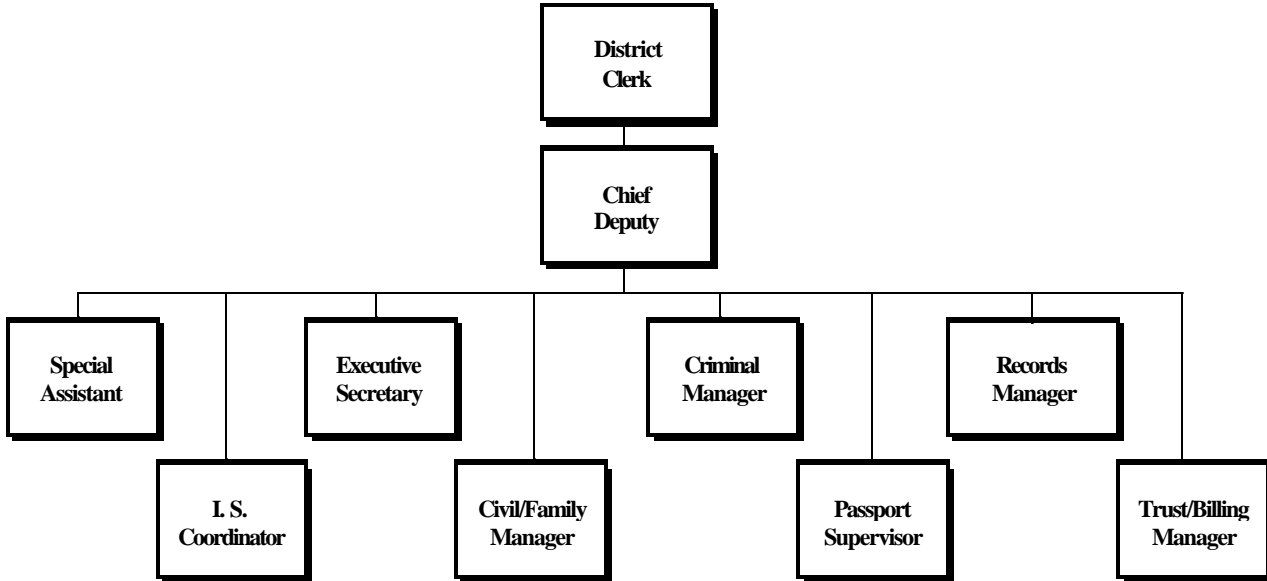 District
Clerk
Chief
Deputy
Special
Assistant
Executive
Secretary
Criminal
Manager
Records
Manager
I. S.
Coordinator
Civil/Family
Manager
Passport
Supervisor
Trust/Billing
Manager